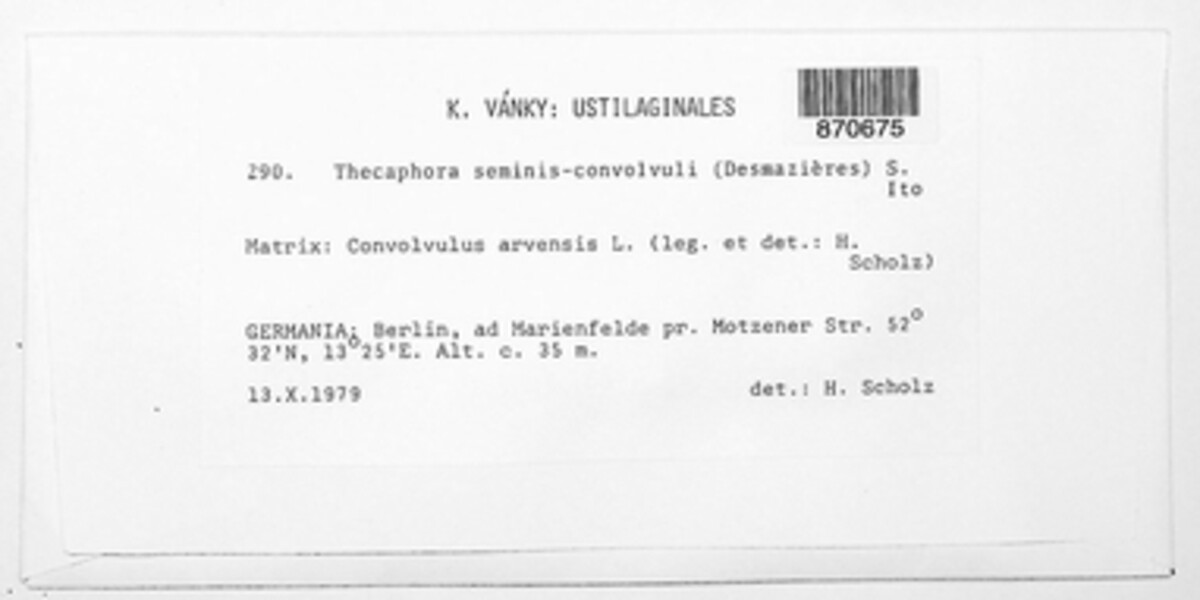 K. VÁNKY: USTILAGINALES
870675
290. Thecaphora seminis-convolvuli (Desmazières) S.
Ito
Matrix: Convolvulus arvensis L. (leg. et det.: H.
Scholz)
GERMANIA; Berlin, ad Marienfelde pr. Motzener Str. 52°
32'N, 13°25'E. Alt. c. 35 m.
13.X.1979 det.: H. Scholz